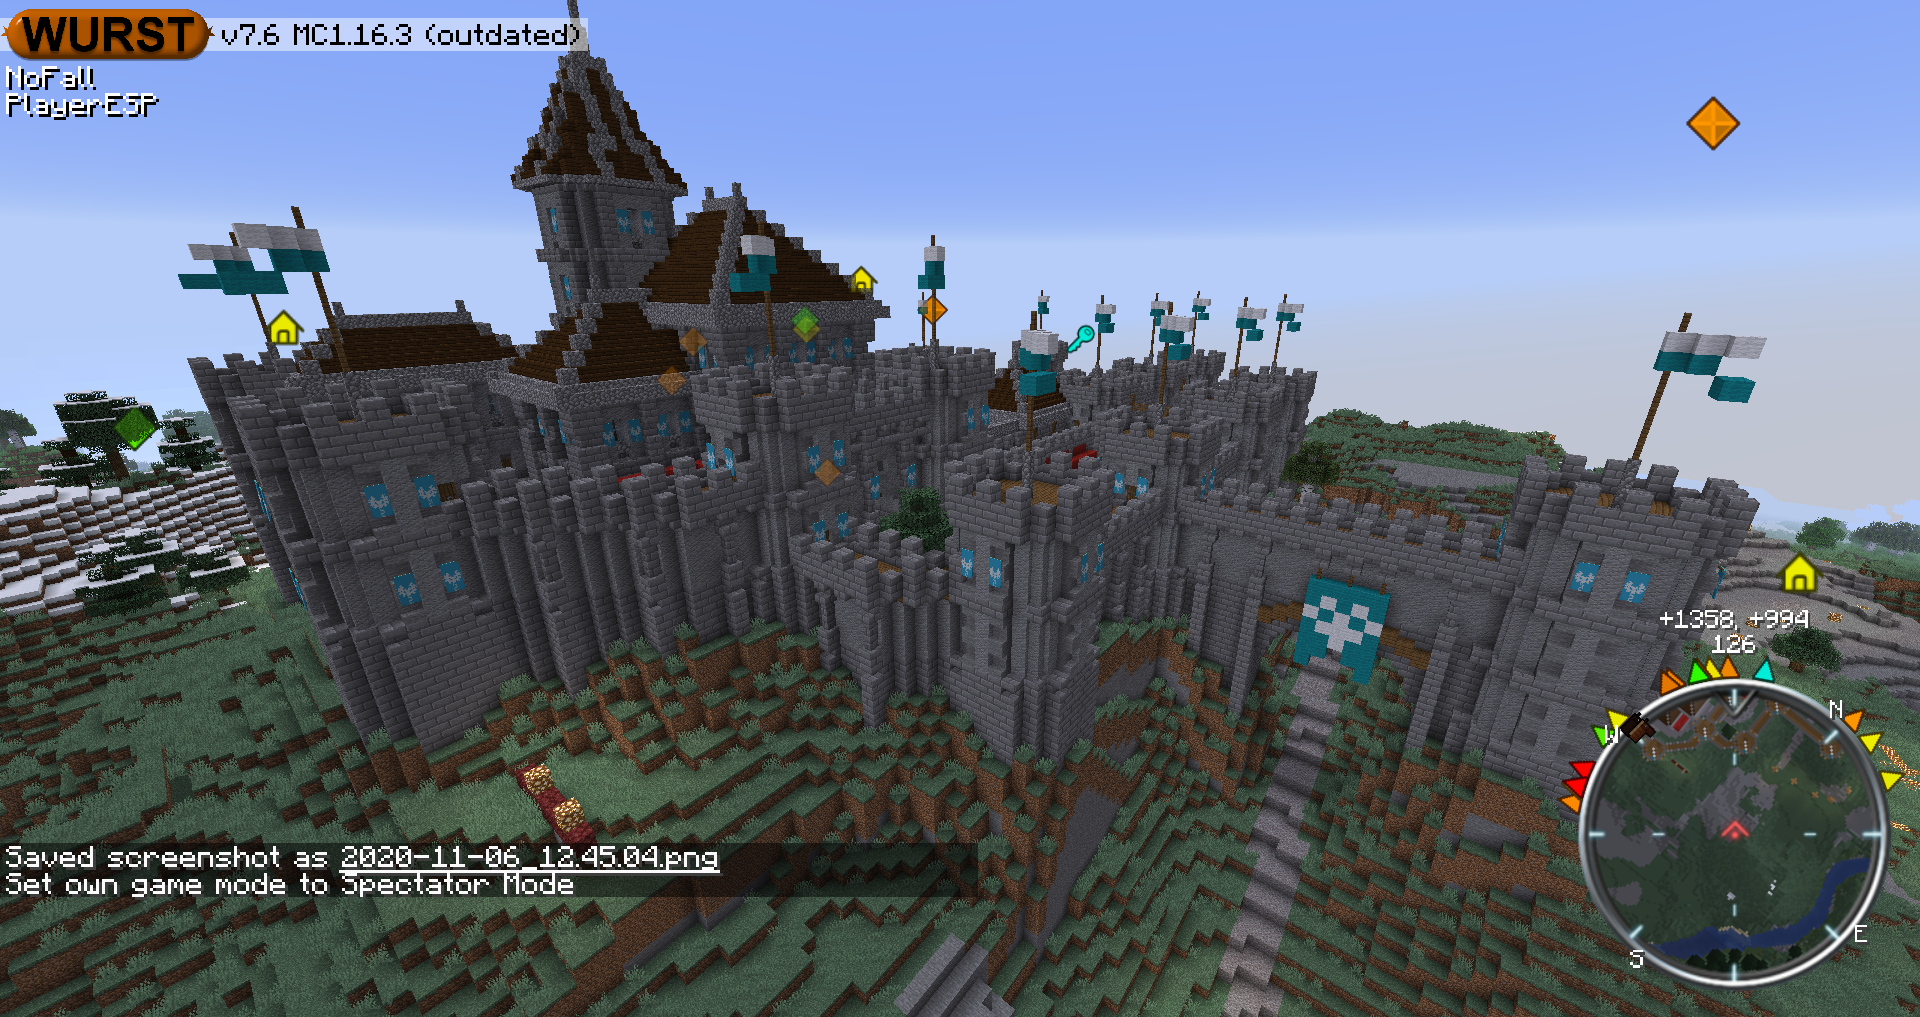 WURST v7.6 MC1.16.3 (outdated)
NoFall
PlayerESP
+1358, +994
126
N
W
E
S
Saved screenshot as 2020-11-06_12.45.04.png
Set own game mode to Spectator Mode